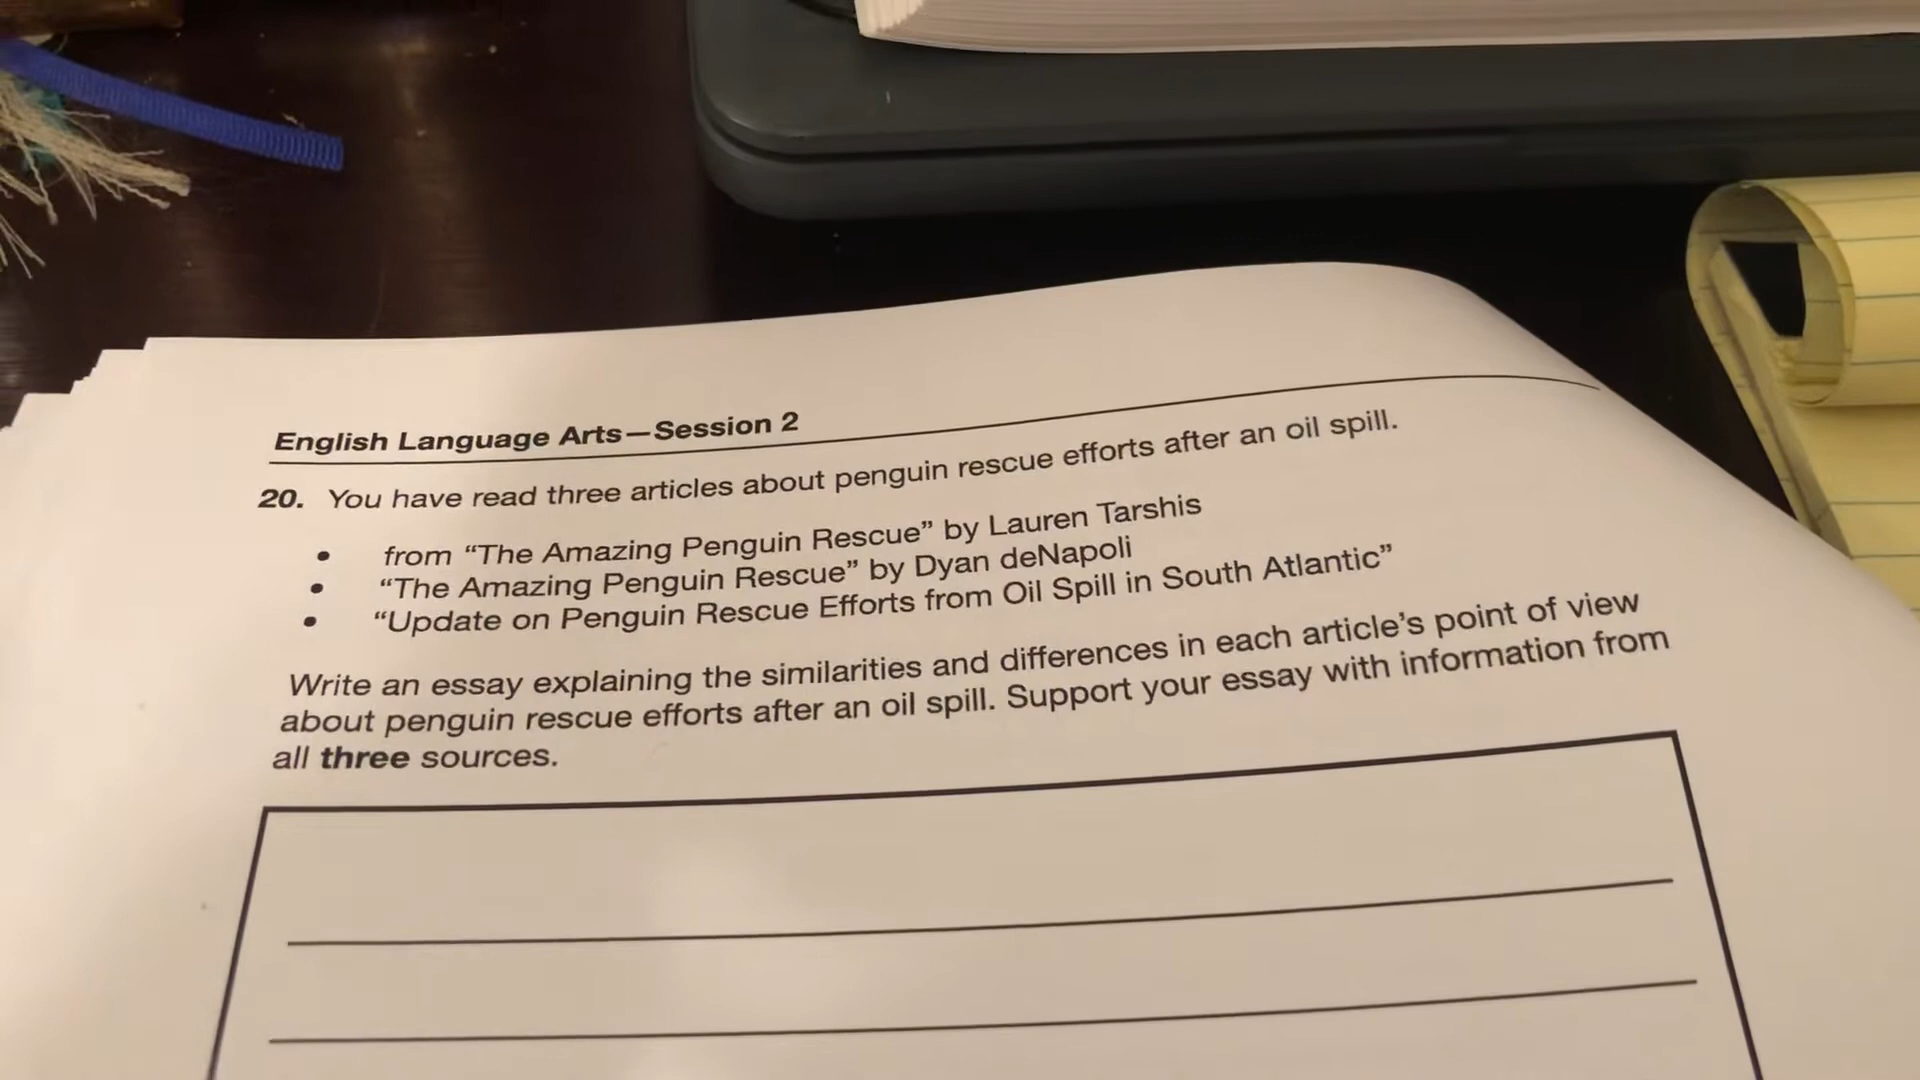 English Language Arts—Session 2
20. You have read three articles about penguin rescue efforts after an oil spill.
• from “The Amazing Penguin Rescue” by Lauren Tarshis
• “The Amazing Penguin Rescue” by Dyan deNapoli
• “Update on Penguin Rescue Efforts from Oil Spill in South Atlantic”
Write an essay explaining the similarities and differences in each article’s point of view
about penguin rescue efforts after an oil spill. Support your essay with information from
all three sources.